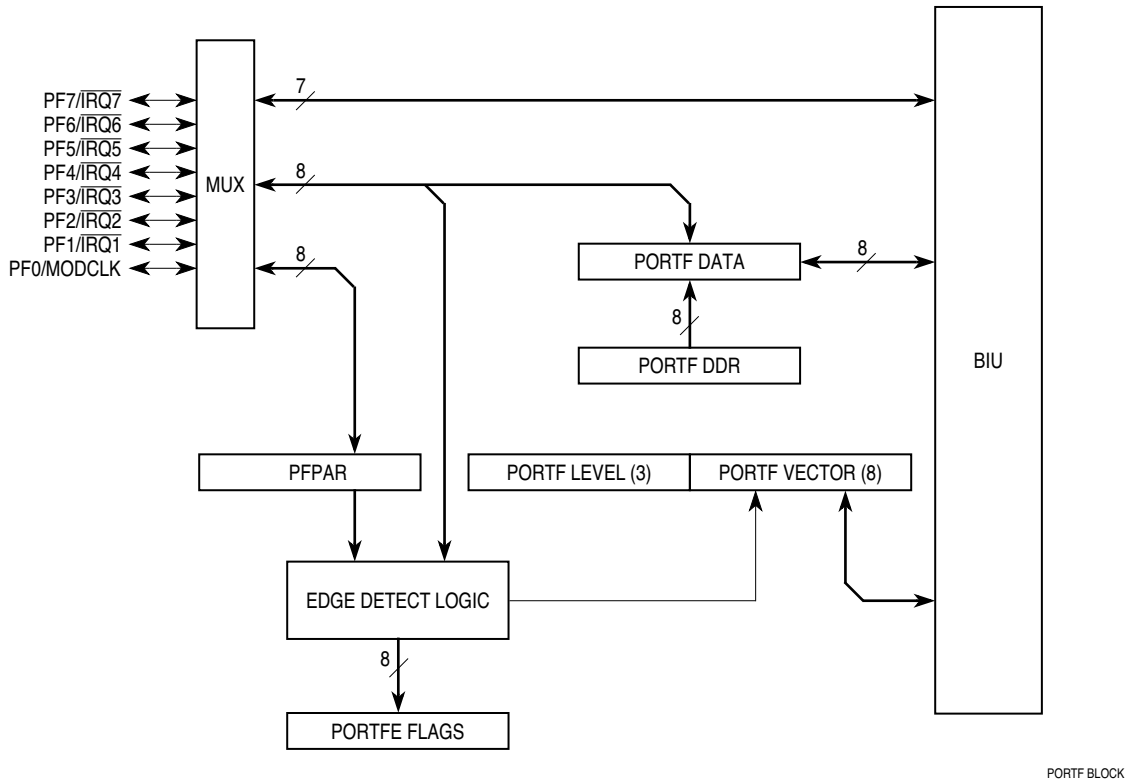 7
PF7/IRQ7
PF6/IRQ6
PF5/IRQ5
PF4/IRQ4
PF3/IRQ3
PF2/IRQ2
PF1/IRQ1
PF0/MODCLK
MUX
8
8
PORTF DATA
8
8
PORTF DDR
BIU
PFPAR
PORTF LEVEL (3)
PORTF VECTOR (8)
EDGE DETECT LOGIC
8
PORTFE FLAGS
PORTF BLOCK